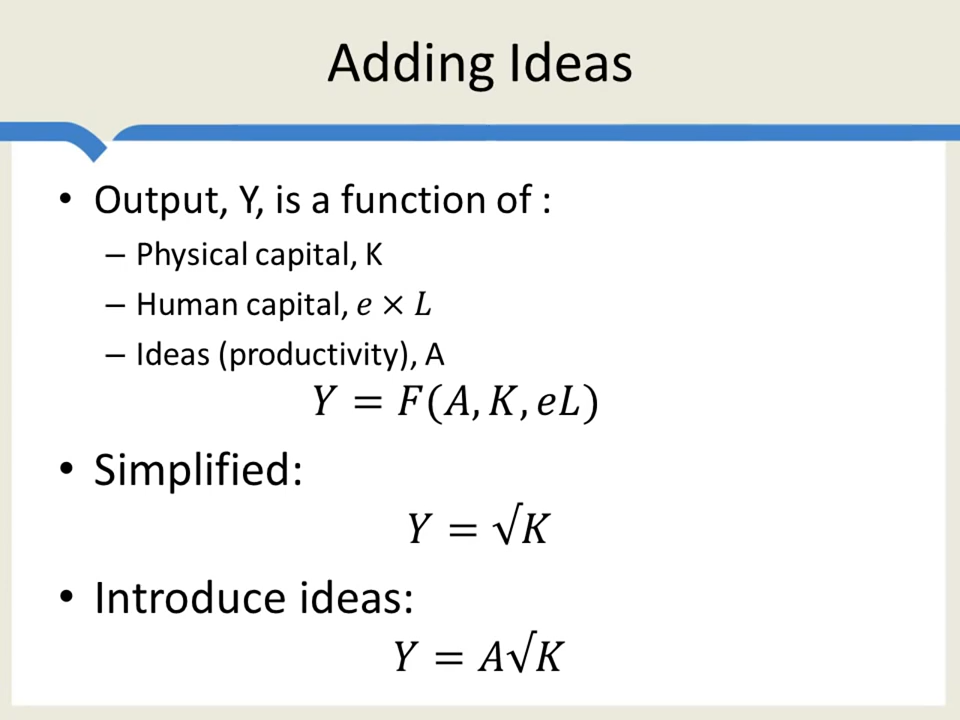 Adding Ideas
• Output, Y, is a function of :
– Physical capital, K
– Human capital, 𝑒 × 𝐿
– Ideas (productivity), A
𝑌 = 𝐹(𝐴, 𝐾, 𝑒𝐿)
• Simplified:
𝑌 = √𝐾
• Introduce ideas:
𝑌 = 𝐴√𝐾